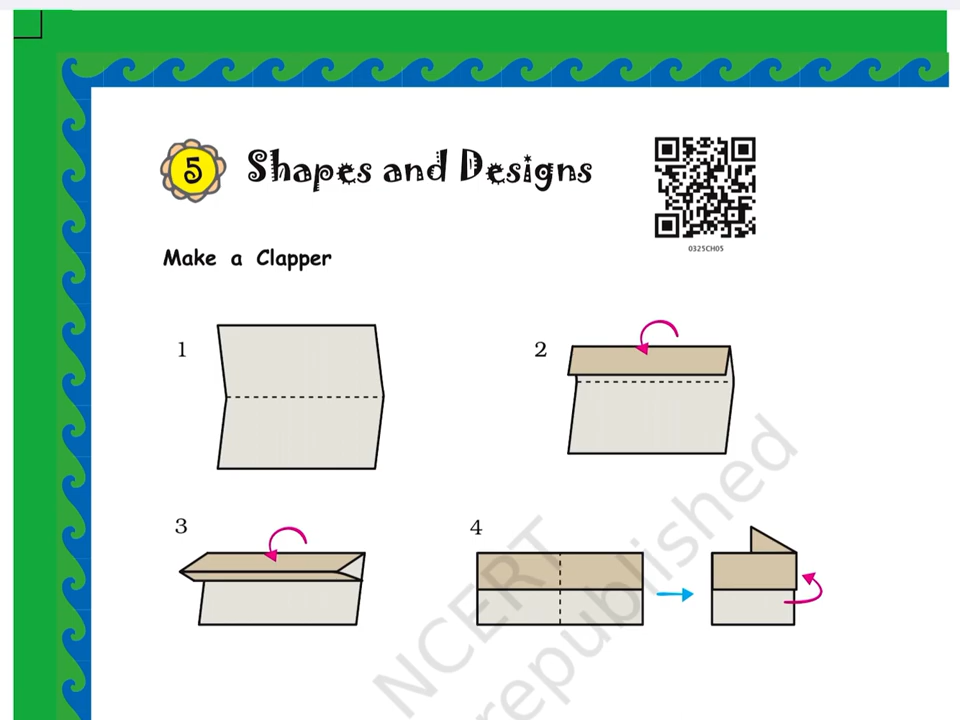 5 Shapes and Designs
0325CH05
Make a Clapper
1
2
3
4
NCERT
republished